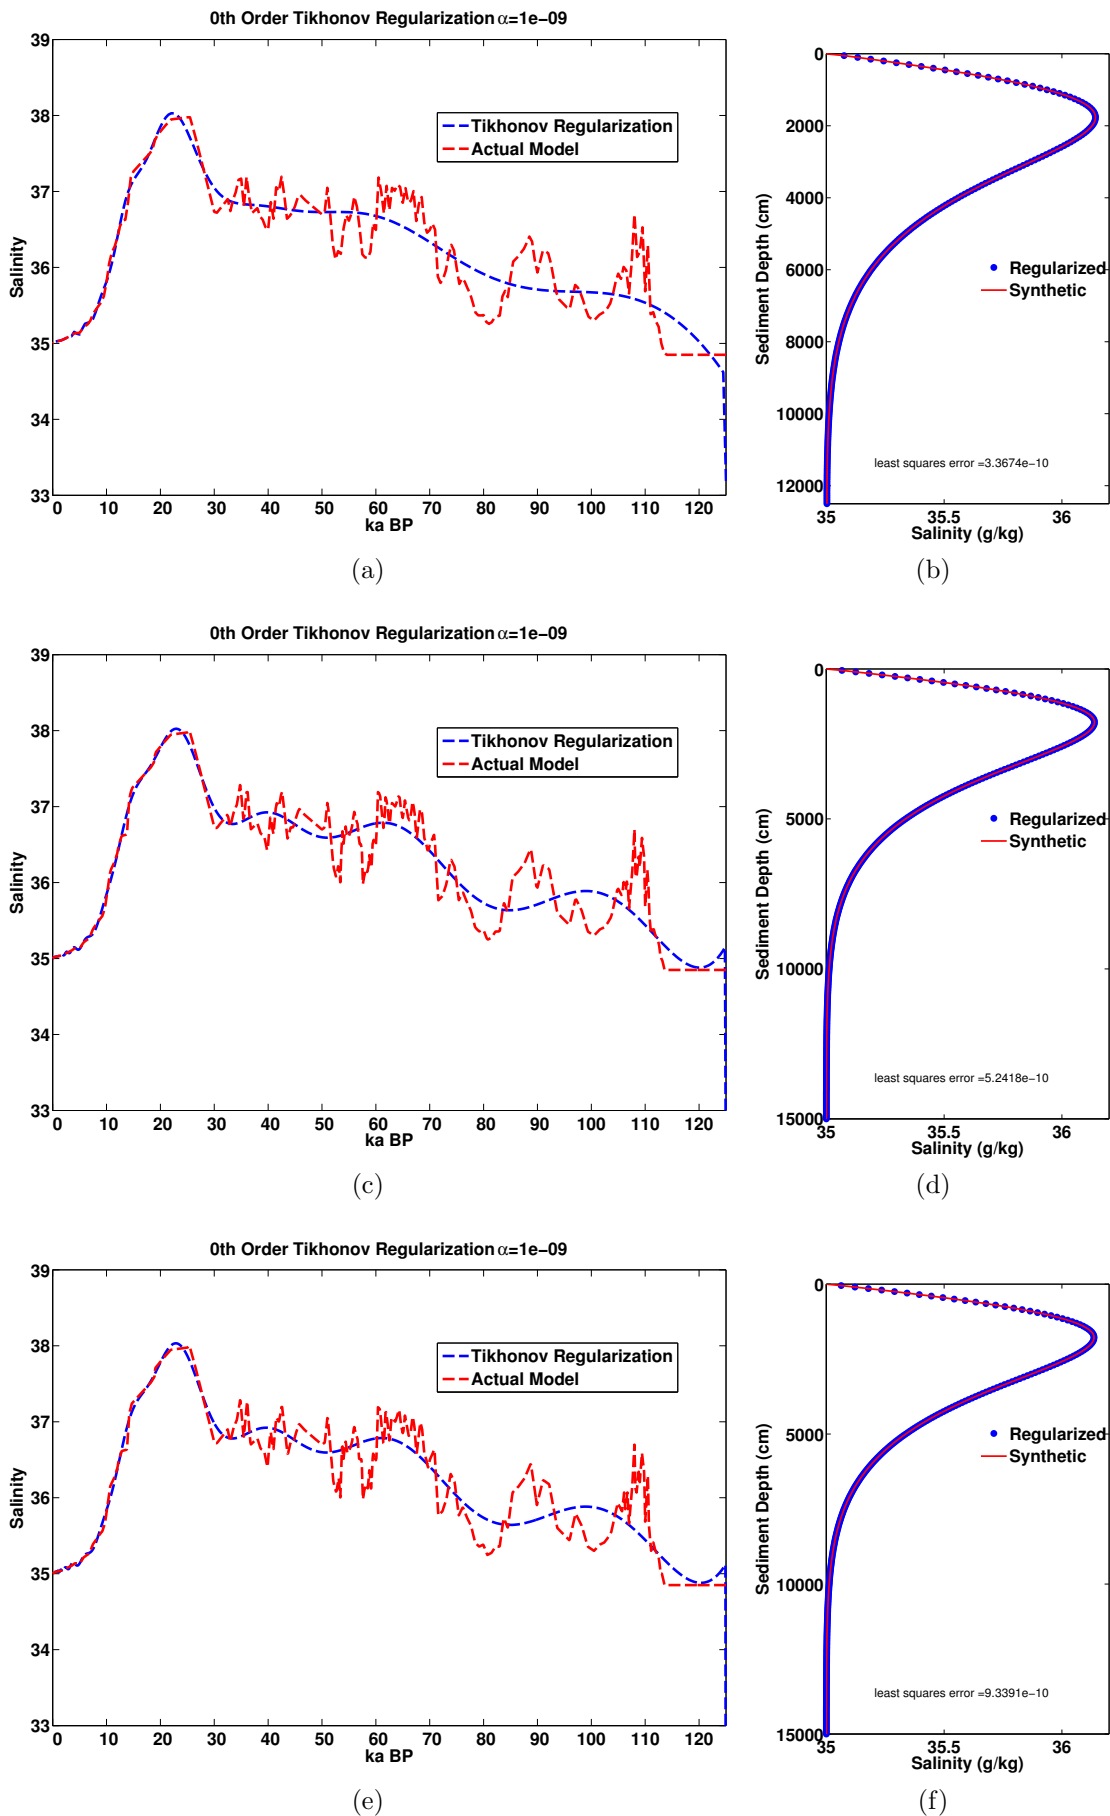 0th Order Tikhonov Regularization α=1e−09
39
38
37
36
35
34
33
Salinity
0 10 20 30 40 50 60 70 80 90 100 110 120
ka BP
Tikhonov Regularization
Actual Model
(a)
0
2000
4000
6000
8000
10000
12000
Sediment Depth (cm)
35 35.5 36
Salinity (g/kg)
Regularized
Synthetic
least squares error =3.3674e−10
(b)
0th Order Tikhonov Regularization α=1e−09
39
38
37
36
35
34
33
Salinity
0 10 20 30 40 50 60 70 80 90 100 110 120
ka BP
Tikhonov Regularization
Actual Model
(c)
0
5000
10000
15000
Sediment Depth (cm)
35 35.5 36
Salinity (g/kg)
Regularized
Synthetic
least squares error =5.2418e−10
(d)
0th Order Tikhonov Regularization α=1e−09
39
38
37
36
35
34
33
Salinity
0 10 20 30 40 50 60 70 80 90 100 110 120
ka BP
Tikhonov Regularization
Actual Model
(e)
0
5000
10000
15000
Sediment Depth (cm)
35 35.5 36
Salinity (g/kg)
Regularized
Synthetic
least squares error =9.3391e−10
(f)